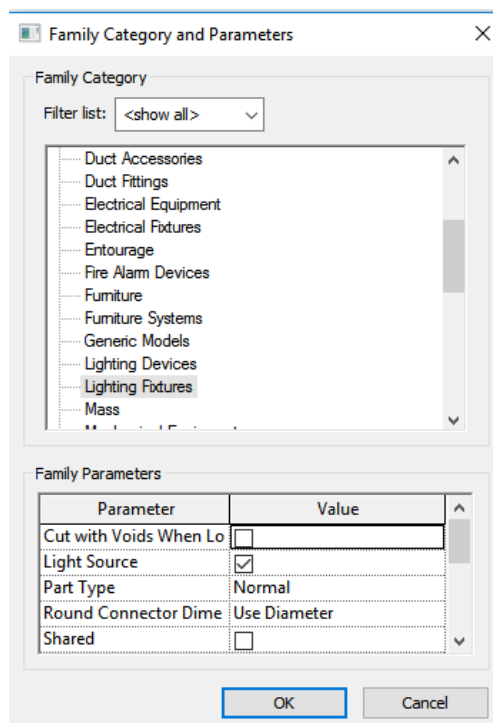 Family Category and Parameters
Family Category
Filter list: <show all>
Duct Accessories
Duct Fittings
Electrical Equipment
Electrical Fixtures
Entourage
Fire Alarm Devices
Furniture
Furniture Systems
Generic Models
Lighting Devices
Lighting Fixtures
Mass
Family Parameters
Parameter Value
Cut with Voids When Lo
Light Source
Part Type Normal
Round Connector Dime Use Diameter
Shared
OK Cancel